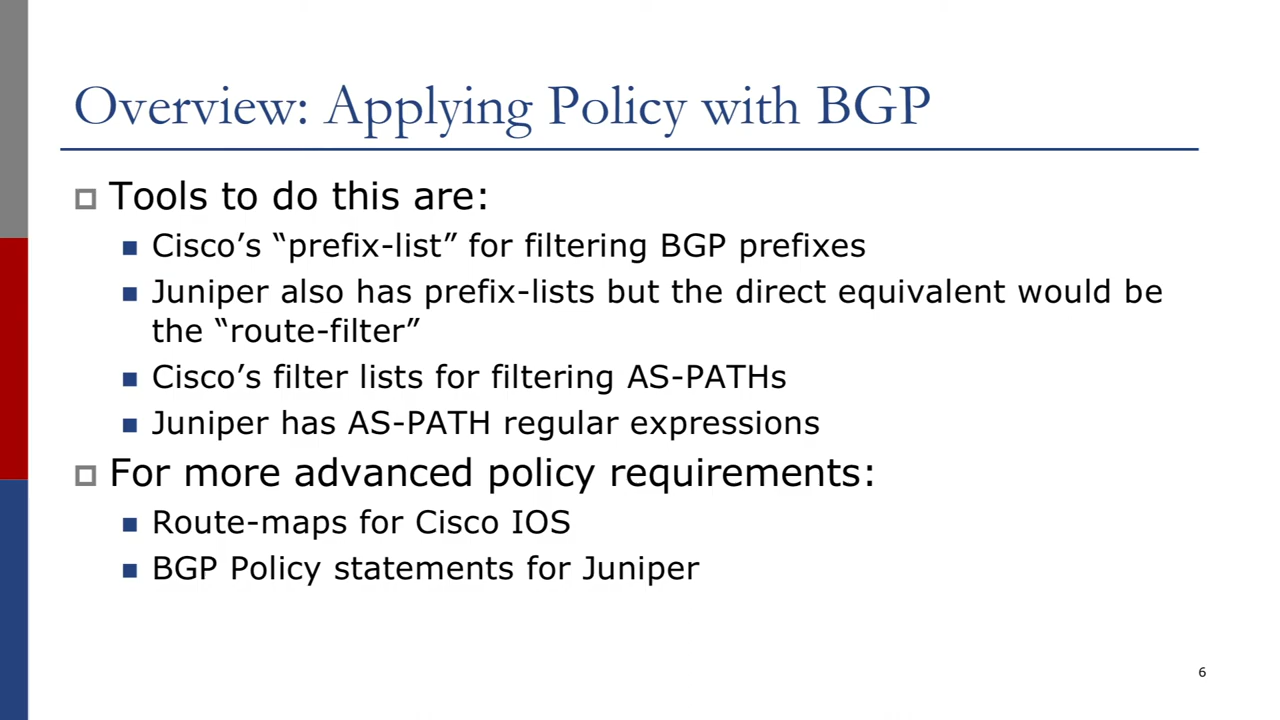 Overview: Applying Policy with BGP
Tools to do this are:
Cisco’s “prefix-list” for filtering BGP prefixes
Juniper also has prefix-lists but the direct equivalent would be
the “route-filter”
Cisco’s filter lists for filtering AS-PATHs
Juniper has AS-PATH regular expressions
For more advanced policy requirements:
Route-maps for Cisco IOS
BGP Policy statements for Juniper
6